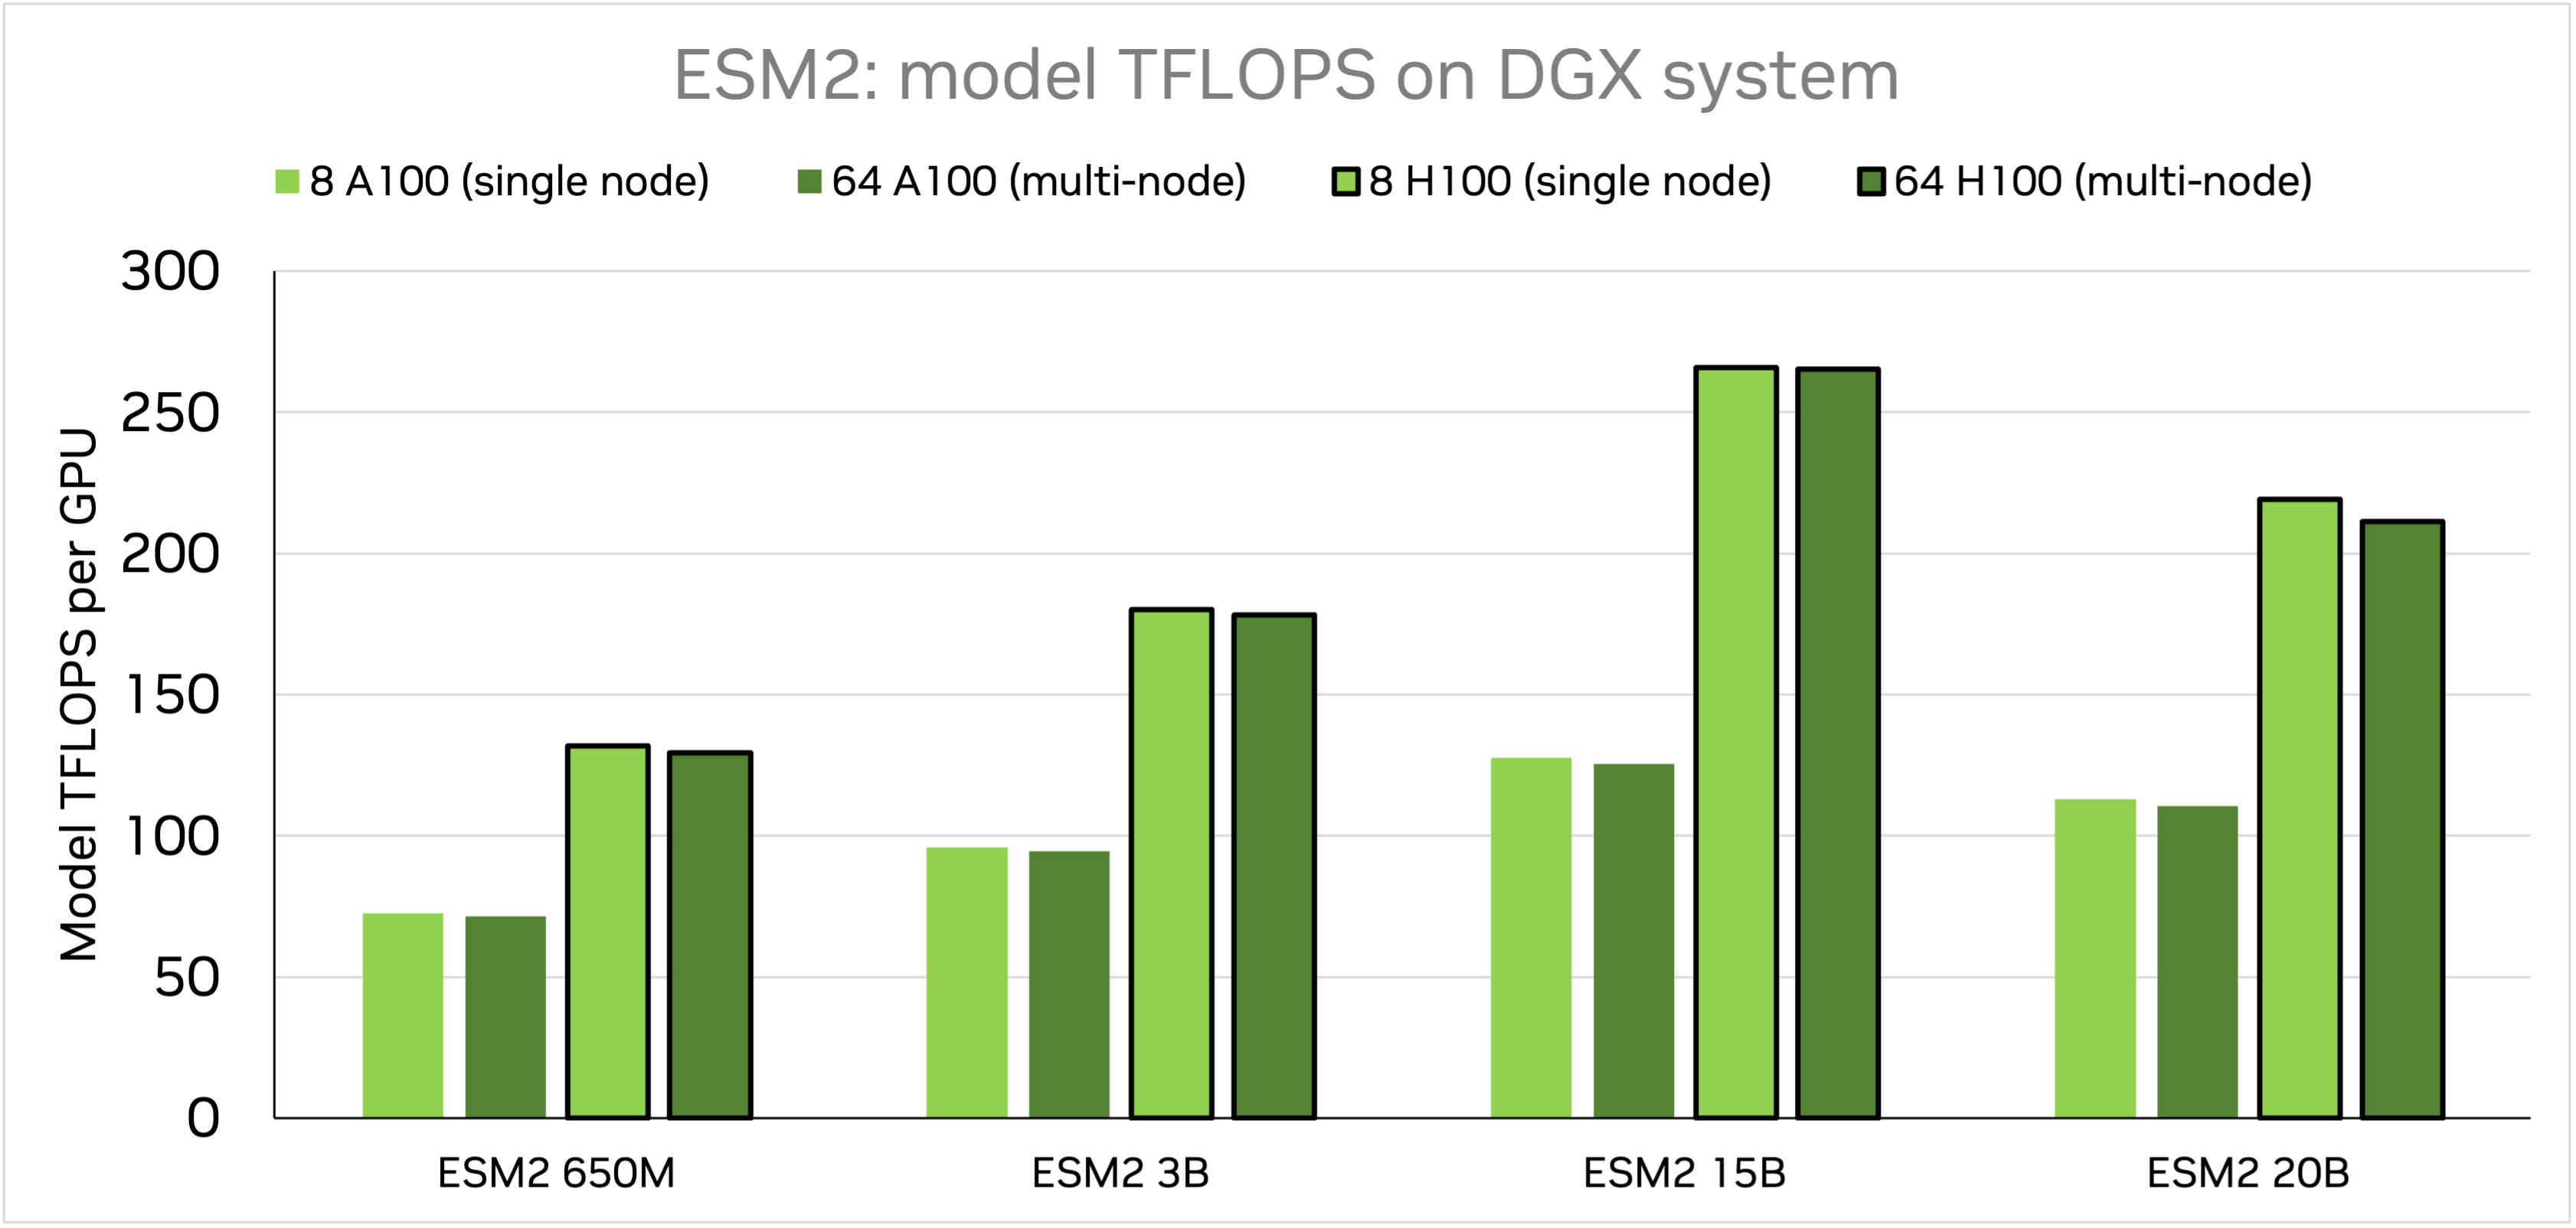 ESM2: model TFLOPS on DGX system
8 A100 (single node) 64 A100 (multi-node) 8 H100 (single node) 64 H100 (multi-node)
Model TFLOPS per GPU
300
250
200
150
100
50
0
ESM2 650M ESM2 3B ESM2 15B ESM2 20B